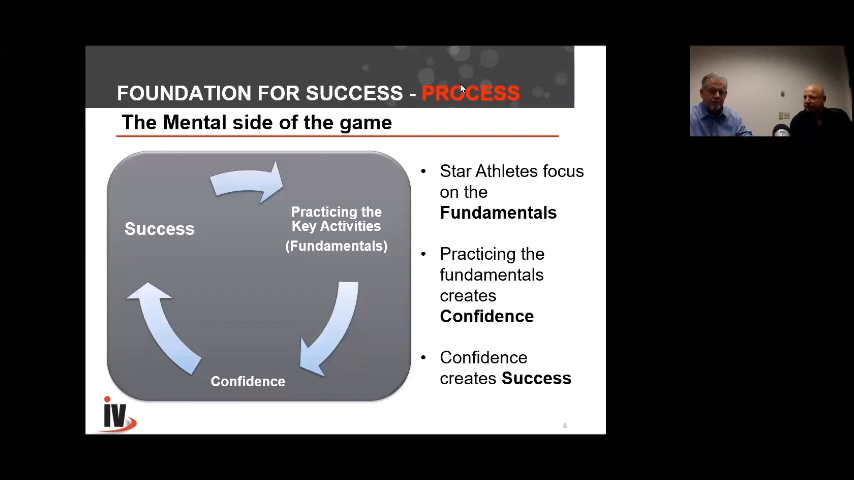 FOUNDATION FOR SUCCESS - PROCESS
The Mental side of the game
Success
Practicing the
Key Activities
(Fundamentals)
Confidence
• Star Athletes focus
on the
Fundamentals
• Practicing the
fundamentals
creates
Confidence
• Confidence
creates Success
iv
6